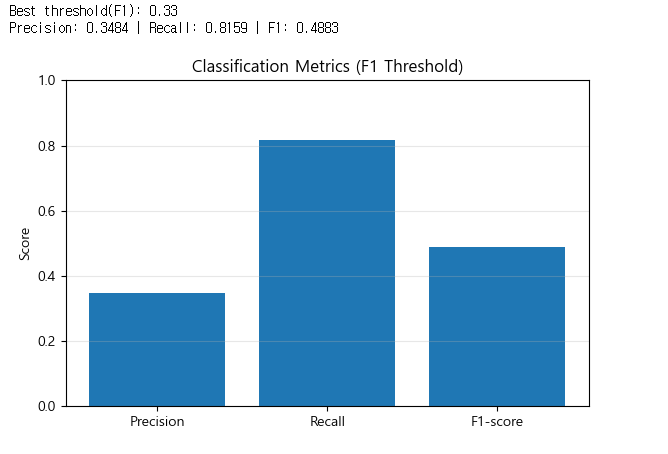 Best threshold(F1): 0.33
Precision: 0.3484 | Recall: 0.8159 | F1: 0.4883
Classification Metrics (F1 Threshold)
1.0
0.8
0.6
0.4
0.2
0.0
Score
Precision
Recall
F1-score